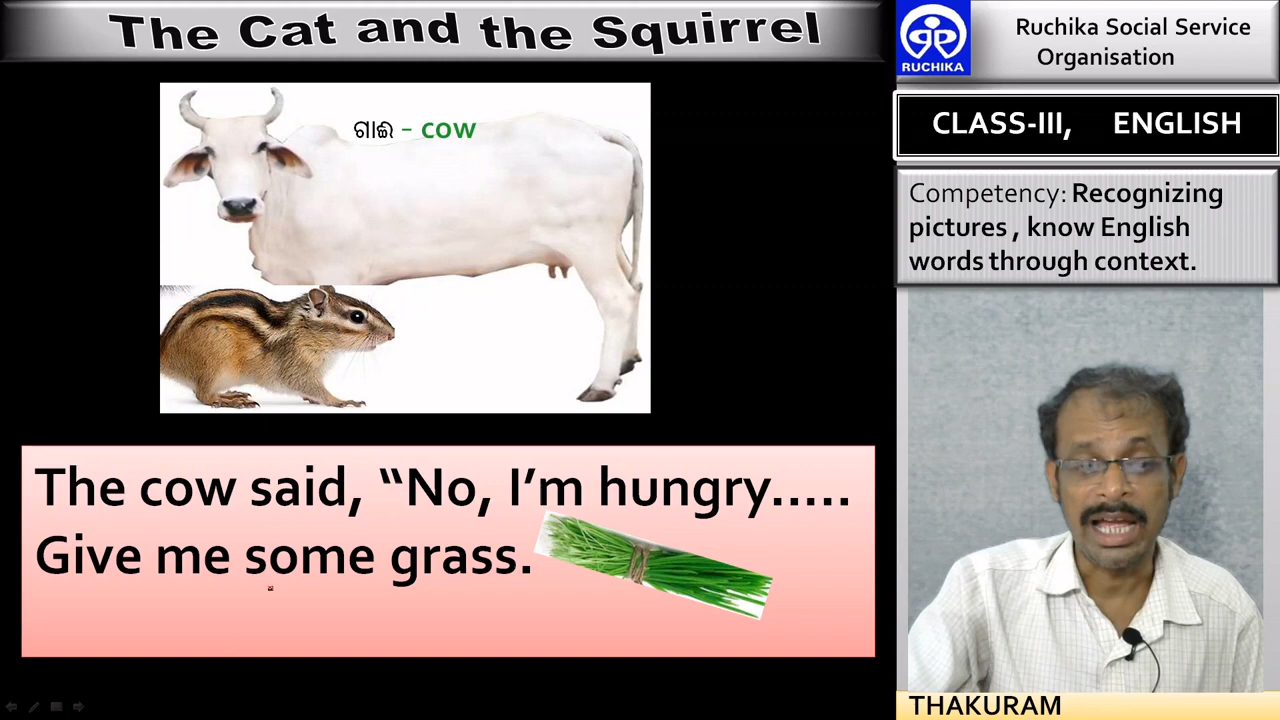 The Cat and the Squirrel
ଗାଈ - cow
The cow said, “No, I’m hungry.....
Give me some grass.
RUCHIKA
Ruchika Social Service
Organisation
CLASS-III, ENGLISH
Competency: Recognizing
pictures , know English
words through context.
THAKURAM